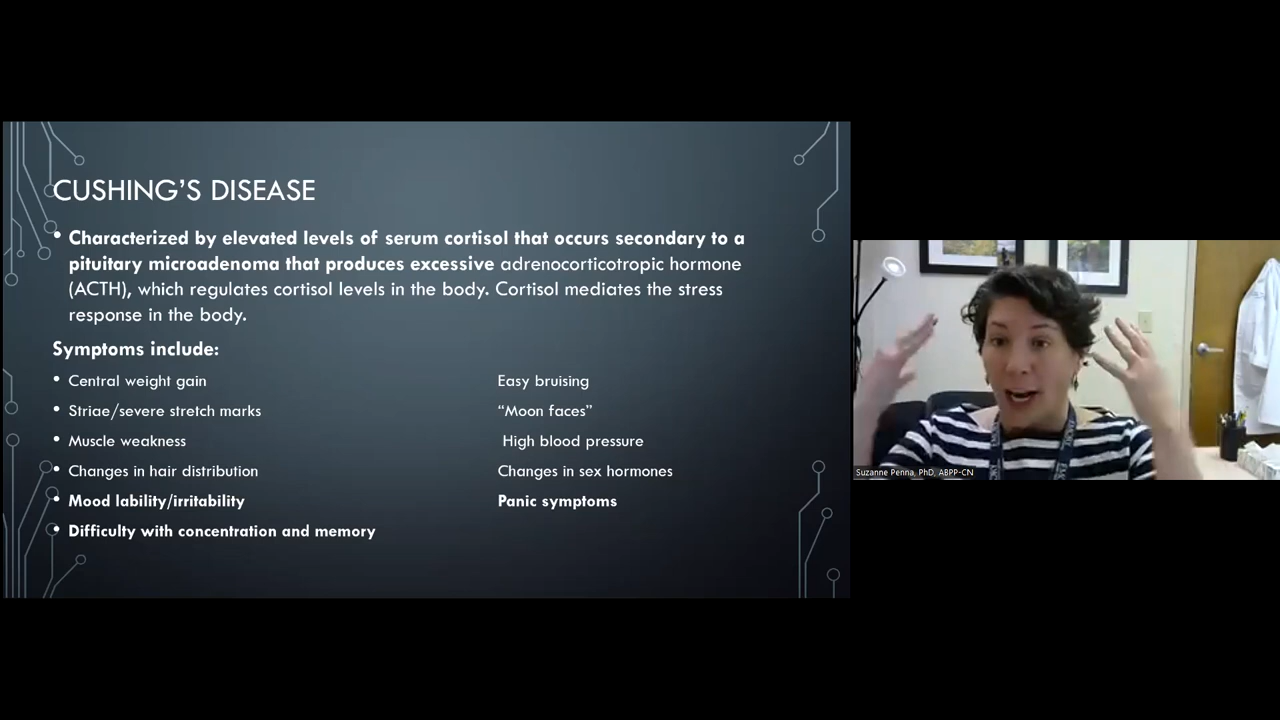 CUSHING'S DISEASE
• Characterized by elevated levels of serum cortisol that occurs secondary to a
pituitary microadenoma that produces excessive adrenocorticotropic hormone
(ACTH), which regulates cortisol levels in the body. Cortisol mediates the stress
response in the body.
Symptoms include:
• Central weight gain Easy bruising
• Striae/severe stretch marks “Moon faces”
• Muscle weakness High blood pressure
• Changes in hair distribution Changes in sex hormones
• Mood lability/irritability Panic symptoms
• Difficulty with concentration and memory
Suzanne Penna, PhD, ABPP-CN